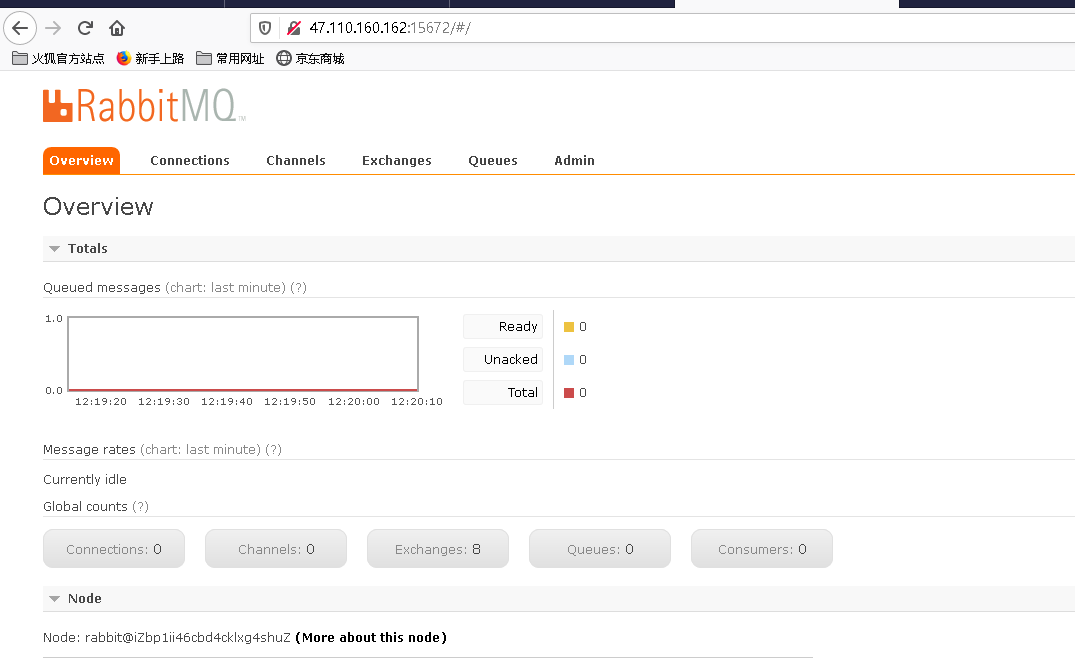 47.110.160.162:15672/#/
火狐官方站点 新手上路 常用网址 京东商城
RabbitMQ TM
Overview Connections Channels Exchanges Queues Admin
Overview
Totals
Queued messages (chart: last minute) (?)
1.0
0.0
12:19:20 12:19:30 12:19:40 12:19:50 12:20:00 12:20:10
Ready 0
Unacked 0
Total 0
Message rates (chart: last minute) (?)
Currently idle
Global counts (?)
Connections: 0 Channels: 0 Exchanges: 8 Queues: 0 Consumers: 0
Node
Node: rabbit@iZbp1ii46cbd4cklxg4shuZ (More about this node)